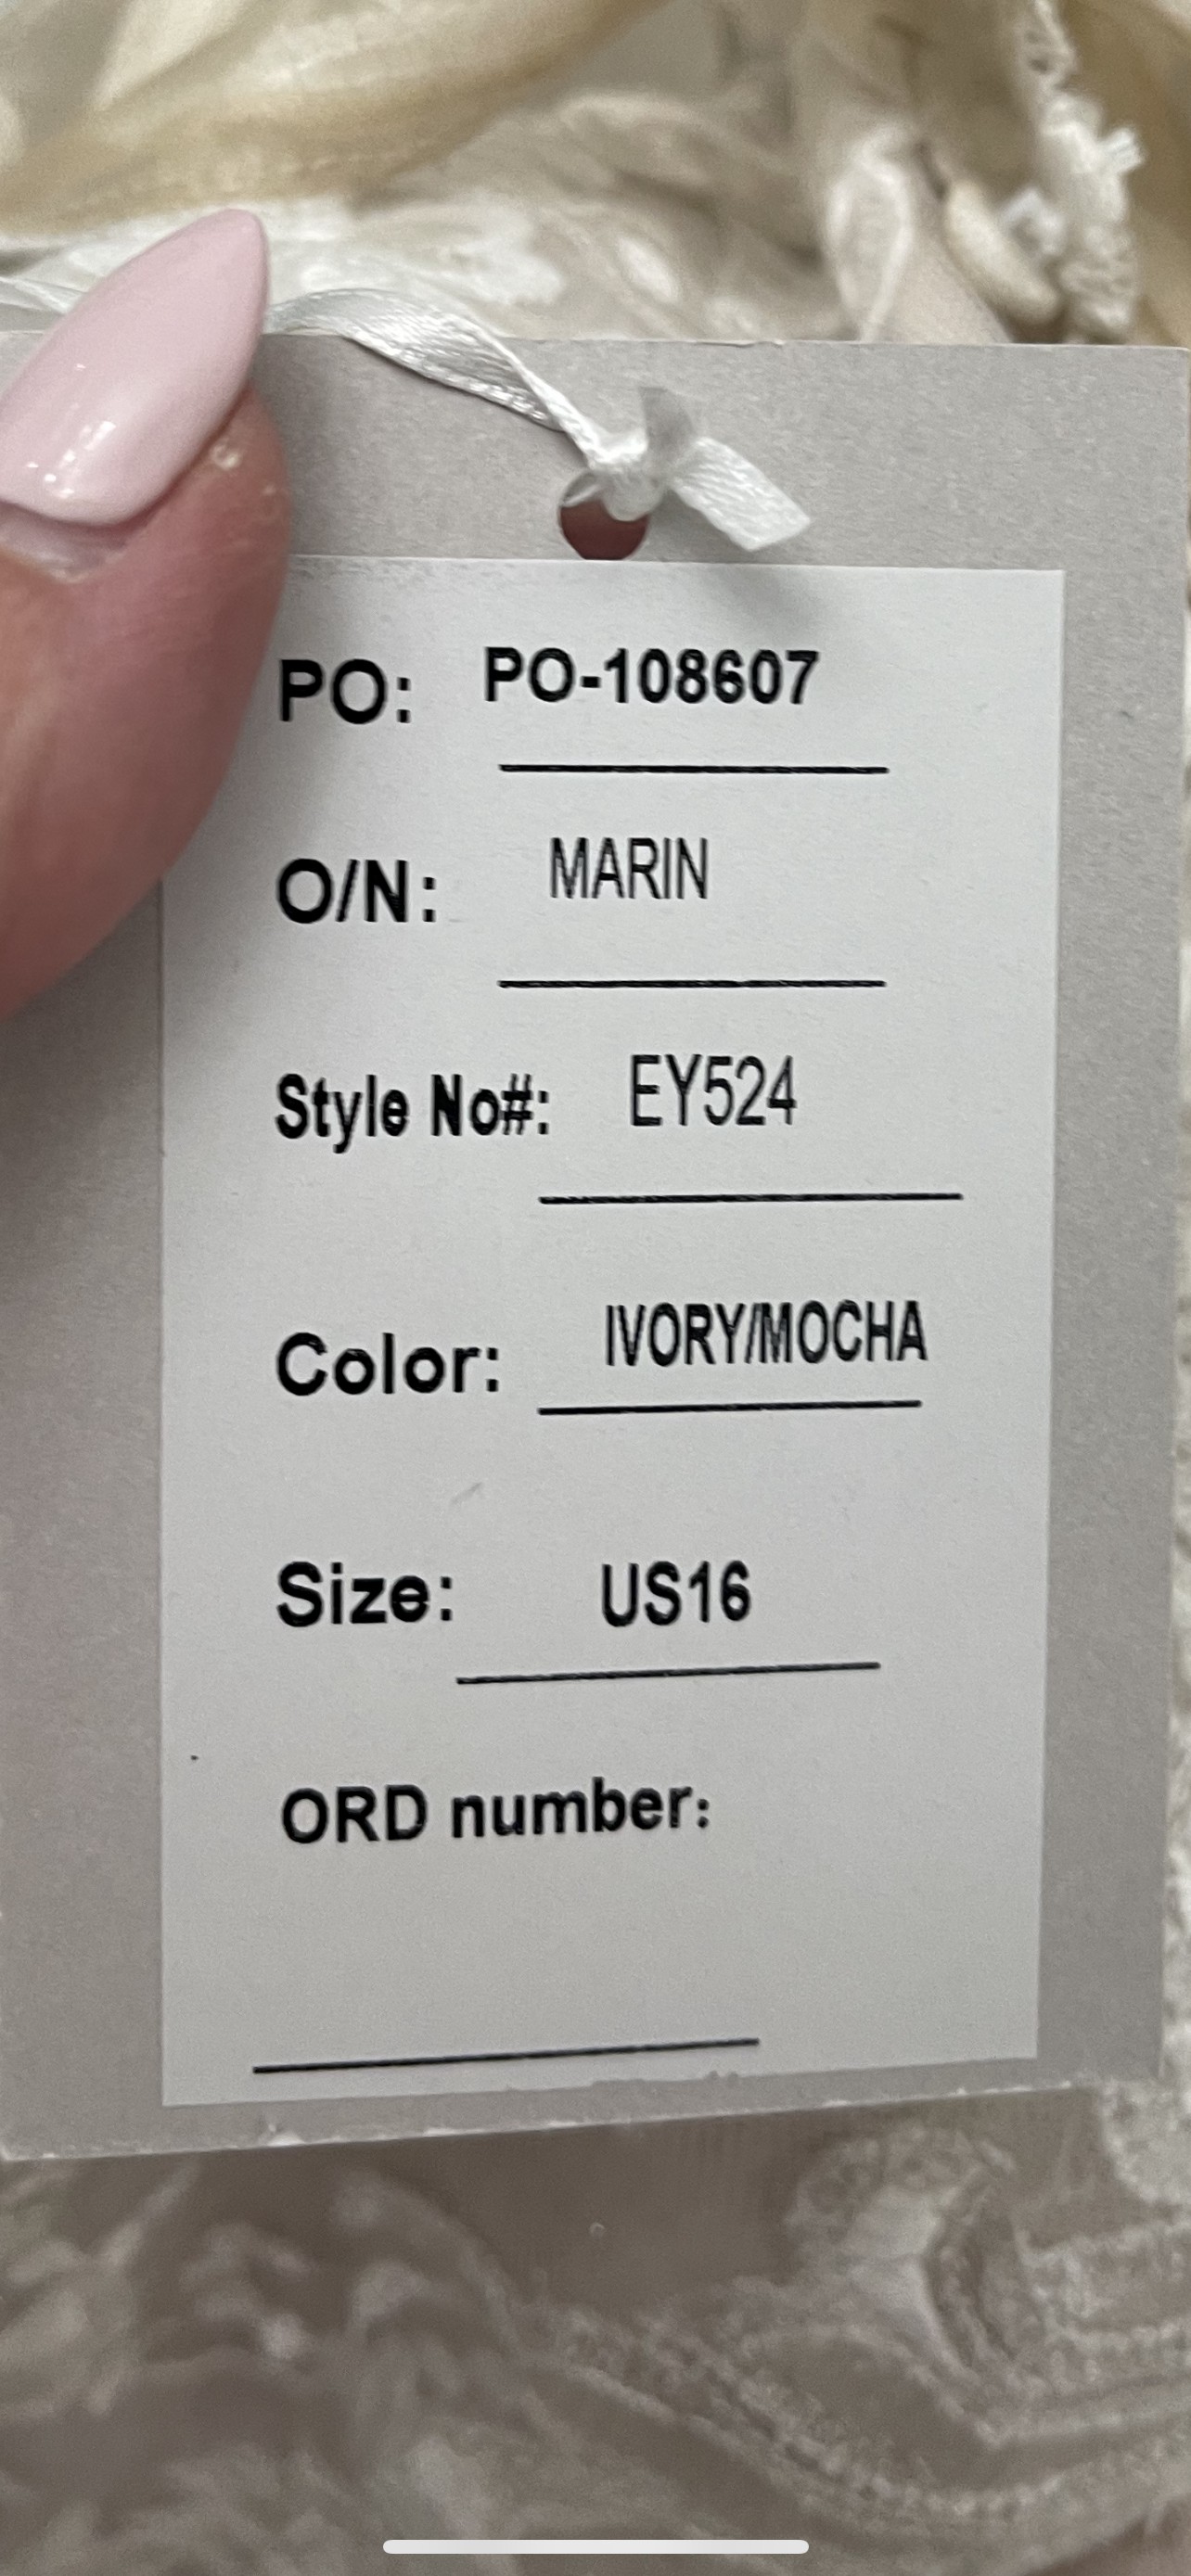 PO: PO-108607
O/N: MARIN
Style No#: EY524
Color: IVORY/MOCHA
Size: US16
ORD number: